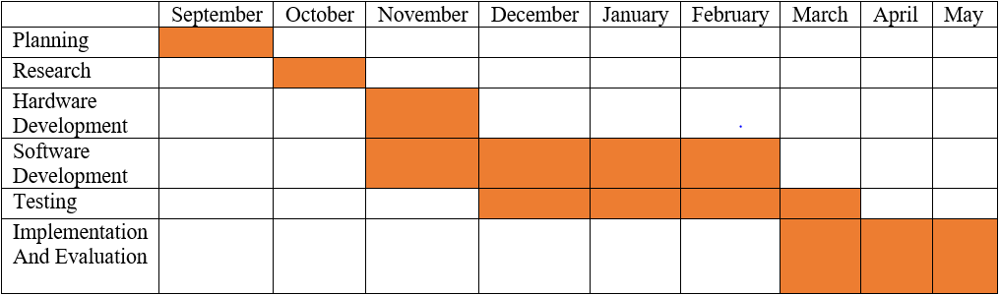 September October November December January February March April May
Planning
Research
Hardware
Development
Software
Development
Testing
Implementation
And Evaluation